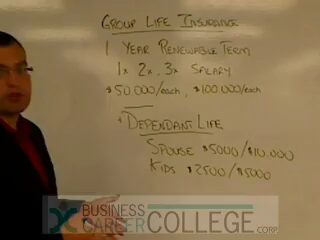 GROUP LIFE INSURANCE
1 YEAR RENEWABLE TERM
1x 2x 3x SALARY
$50,000/each, $100,000/each
DEPENDANT LIFE
SPOUSE $5000/$10,000
KIDS $2500/$5000
BUSINESS
CAREER
COLLEGE CORP.